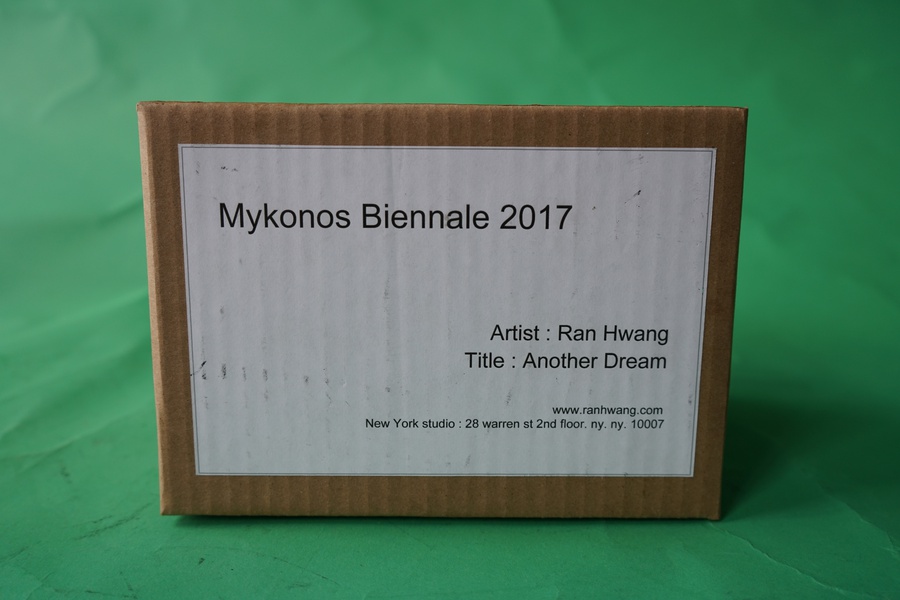 Mykonos Biennale 2017
Artist : Ran Hwang
Title : Another Dream
www.ranhwang.com
New York studio : 28 warren st 2nd floor. ny. ny. 10007